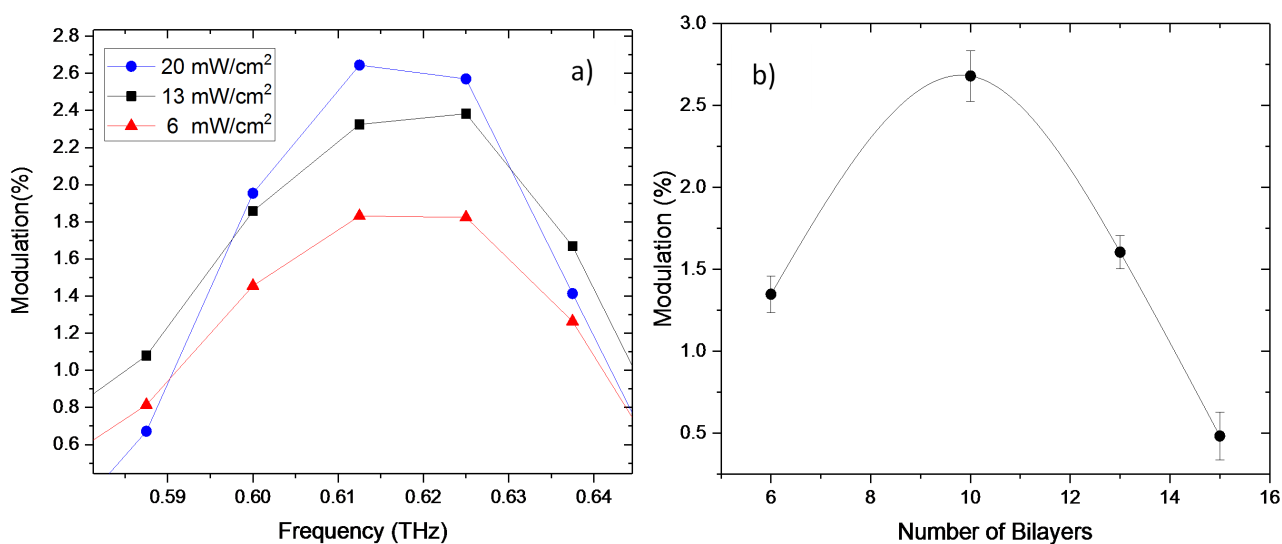 2.8
2.6
2.4
2.2
2.0
1.8
1.6
1.4
1.2
1.0
0.8
0.6
Modulation(%)
20 mW/cm²
13 mW/cm²
6 mW/cm²
a)
0.59 0.60 0.61 0.62 0.63 0.64
Frequency (THz)
3.0
2.5
2.0
1.5
1.0
0.5
Modulation (%)
b)
6 8 10 12 14 16
Number of Bilayers